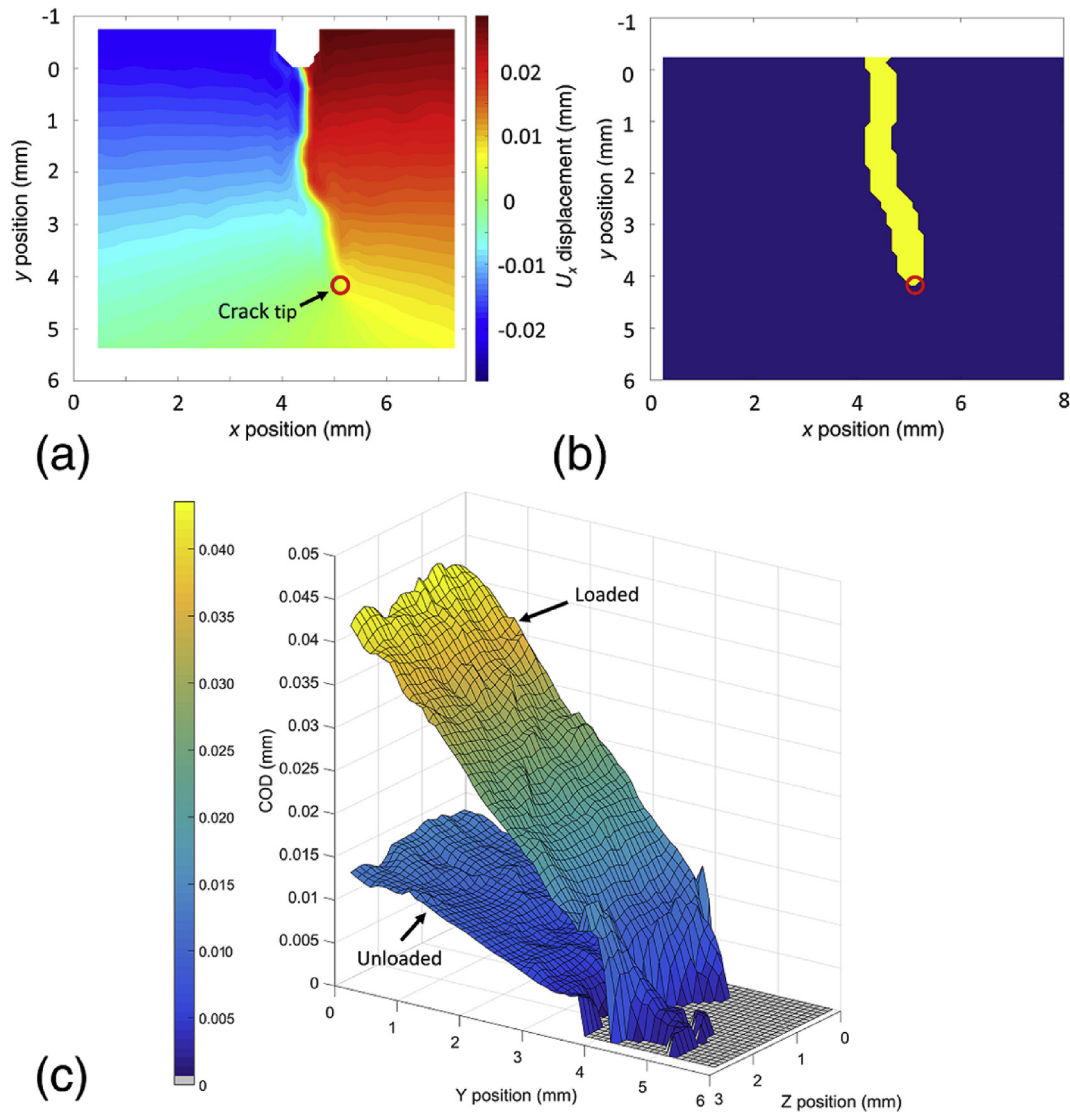 -1
0
1
2
3
4
5
6
y position (mm)
0 2 4 6
x position (mm)
Crack tip
0.02
0.01
0
-0.01
-0.02
Ux displacement (mm)
(a)
-1
0
1
2
3
4
5
6
y position (mm)
0 2 4 6 8
x position (mm)
(b)
0.040
0.035
0.030
0.025
0.020
0.015
0.010
0.005
0
0.05
0.045
0.04
0.035
0.03
0.025
0.02
0.015
0.01
0.005
0
COD (mm)
Loaded
Unloaded
0 1 2 3 4 5 6
Y position (mm)
3 2 1 0
Z position (mm)
(c)